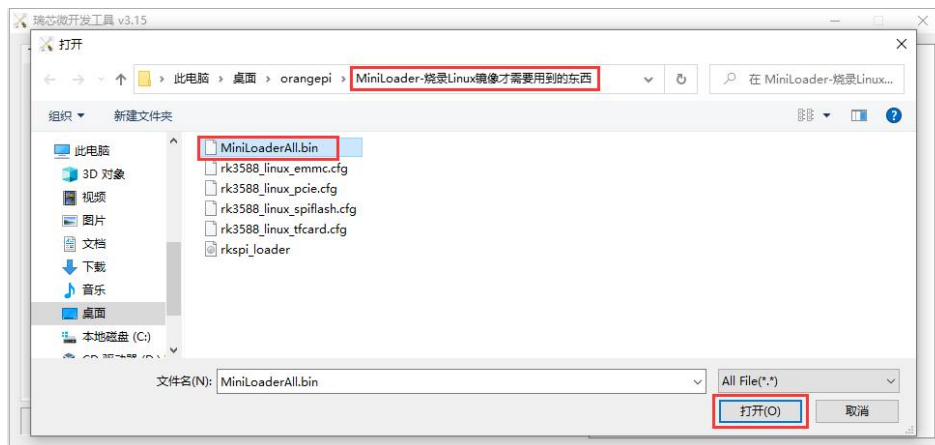 瑞芯微开发工具 v3.15
打开
此电脑 › 桌面 › orangepi › MiniLoader-烧录Linux镜像才需要用到的东西
在 MiniLoader-烧录Linux...
组织 新建文件夹
此电脑
3D 对象
视频
图片
文档
下载
音乐
桌面
本地磁盘 (C:)
MiniLoaderAll.bin
rk3588_linux_emmc.cfg
rk3588_linux_pcie.cfg
rk3588_linux_spiflash.cfg
rk3588_linux_tfcard.cfg
rkspi_loader
文件名(N): MiniLoaderAll.bin
All File(*.*)
打开(O) 取消